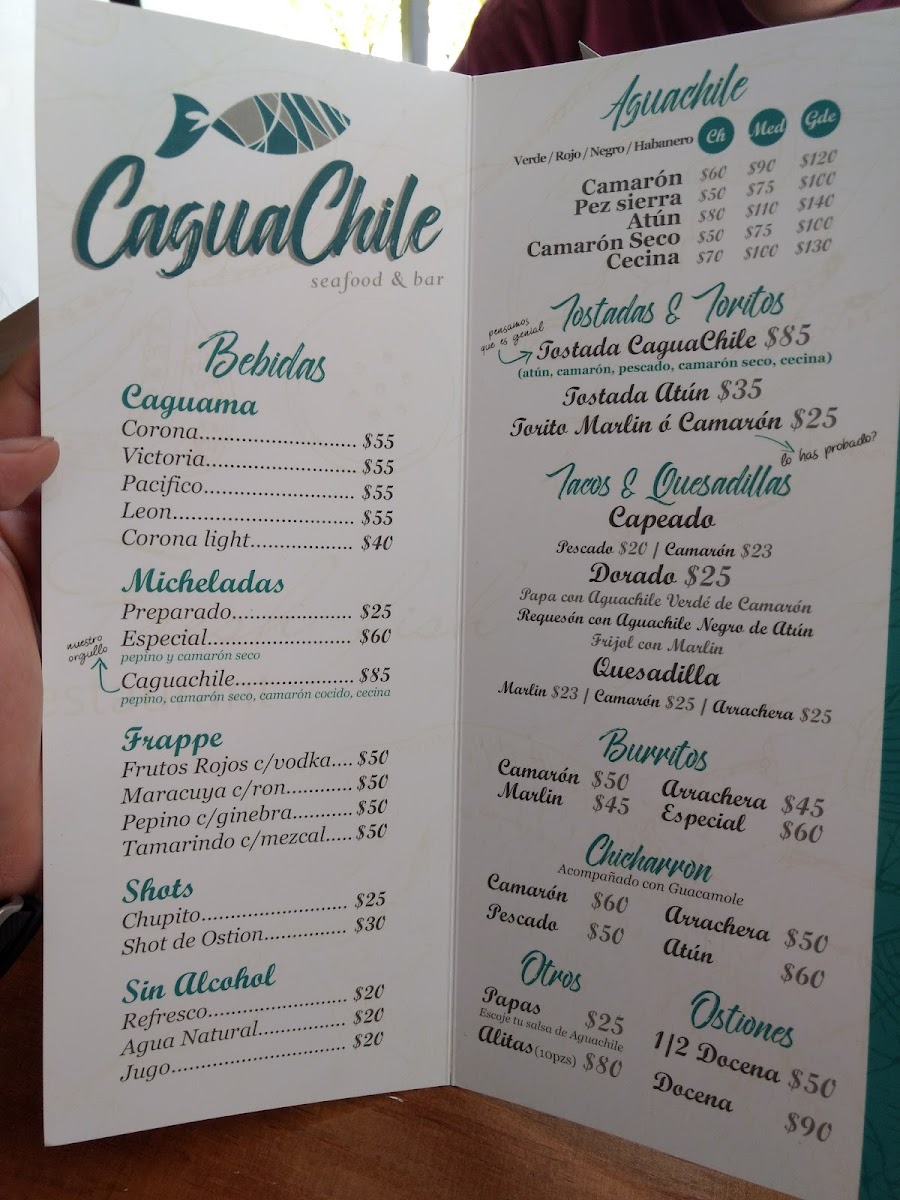 CaguaChile
seafood & bar
Bebidas
Caguama
Corona........................... $55
Victoria.......................... $55
Pacifico.......................... $55
Leon............................... $55
Corona light.................. $40
Micheladas
Preparado..................... $25
Especial......................... $60
pepino y camarón seco
nuestro
orgullo
Caguachile..................... $85
pepino, camarón seco, camarón cocido, cecina
Frappe
Frutos Rojos c/vodka.... $50
Maracuya c/ron............ $50
Pepino c/ginebra........... $50
Tamarindo c/mezcal..... $50
Shots
Chupito......................... $25
Shot de Ostion.............. $30
Sin Alcohol
Refresco........................ $20
Agua Natural............... $20
Jugo.............................. $20
Aguachile
Verde / Rojo / Negro / Habanero Ch Med Gde
Camarón $60 $90 $120
Pez sierra $50 $75 $100
Atún $80 $110 $140
Camarón Seco $50 $75 $100
Cecina $70 $100 $130
Tostadas & Toritos
pensamos
que es genial
Tostada CaguaChile $85
(atún, camarón, pescado, camarón seco, cecina)
Tostada Atún $35
Torito Marlin ó Camarón $25
lo has probado?
Tacos & Quesadillas
Capeado
Pescado $20 | Camarón $23
Dorado $25
Papa con Aguachile Verdé de Camarón
Requesón con Aguachile Negro de Atún
Frijol con Marlin
Quesadilla
Marlin $23 | Camarón $25 | Arrachera $25
Burritos
Camarón $50 Arrachera $45
Marlin $45 Especial $60
Chicharron
Acompañado con Guacamole
Camarón $60 Arrachera $50
Pescado $50 Atún $60
Otros
Papas $25
Escoje tu salsa de Aguachile
Alitas (10pzs) $80
Ostiones
1/2 Docena $50
Docena $90